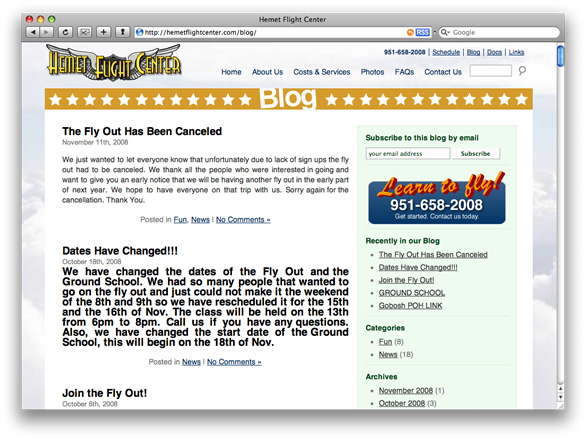 Hemet Flight Center
http://hemetflightcenter.com/blog/
RSS
Google
HEMET FLIGHT CENTER
951-658-2008 | Schedule | Blog | Docs | Links
Home About Us Costs & Services Photos FAQs Contact Us
Blog
The Fly Out Has Been Canceled
November 11th, 2008
We just wanted to let everyone know that unfortunately due to lack of sign ups the fly
out had to be canceled. We thank all the people who were interested in going and
want to give you an early notice that we will be having another fly out in the early part
of next year. We hope to have everyone on that trip with us. Sorry again for the
cancellation. Thank You.
Posted in Fun, News | No Comments »
Dates Have Changed!!!
October 18th, 2008
We have changed the dates of the Fly Out and the
Ground School. We had so many people that wanted to
go on the fly out and just could not make it the weekend
of the 8th and 9th so we have rescheduled it for the 15th
and the 16th of Nov. The class will be held on the 13th
from 6pm to 8pm. Call us if you have any questions.
Also, we have changed the start date of the Ground
School, this will begin on the 18th of Nov.
Posted in News | No Comments »
Join the Fly Out!
October 6th, 2008
Subscribe to this blog by email
your email address Subscribe
Learn to fly!
951-658-2008
Get started. Contact us today.
Recently in our Blog
The Fly Out Has Been Canceled
Dates Have Changed!!!
Join the Fly Out!
GROUND SCHOOL
Gobosh POH LINK
Categories
Fun (8)
News (18)
Archives
November 2008 (1)
October 2008 (3)